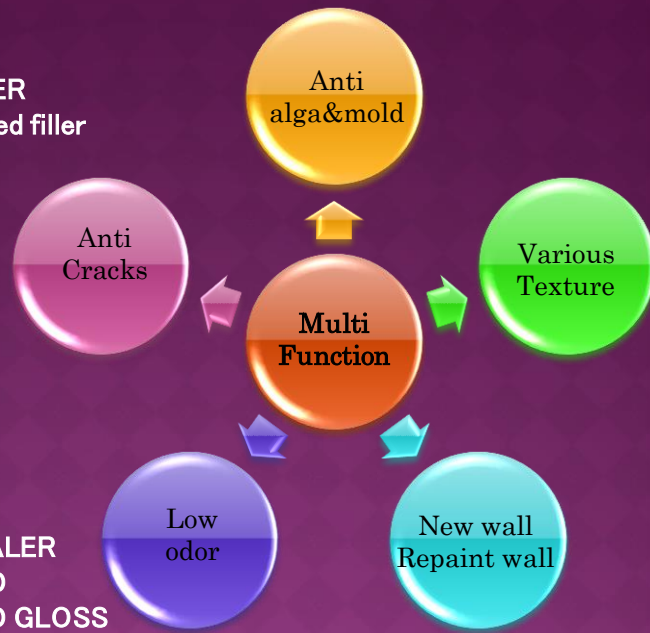 Anti
alga&mold
ER
ed filler
Anti
Cracks
Various
Texture
Multi
Function
Low
odor
New wall
Repaint wall
ALER
D
D GLOSS